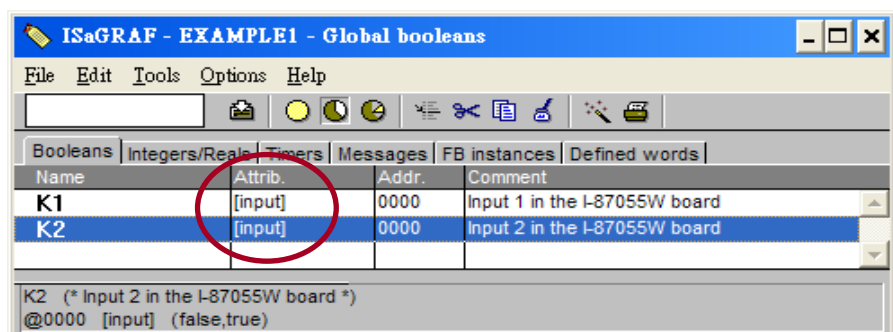 ISaGRAF - EXAMPLE1 - Global booleans
File Edit Tools Options Help
Booleans Integers/Reals Timers Messages FB instances Defined words
Name Attrib. Addr. Comment
K1 [input] 0000 Input 1 in the I-87055W board
K2 [input] 0000 Input 2 in the I-87055W board
K2 (* Input 2 in the I-87055W board *)
@0000 [input] (false,true)